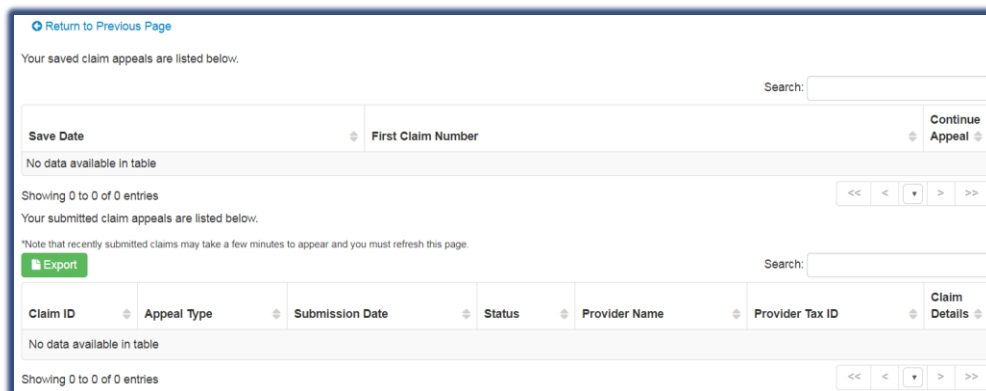 Return to Previous Page
Your saved claim appeals are listed below.
Search:
Save Date First Claim Number Continue Appeal
No data available in table
Showing 0 to 0 of 0 entries << < > >>
Your submitted claim appeals are listed below.
*Note that recently submitted claims may take a few minutes to appear and you must refresh this page.
Export Search:
Claim ID Appeal Type Submission Date Status Provider Name Provider Tax ID Claim Details
No data available in table
Showing 0 to 0 of 0 entries << < > >>